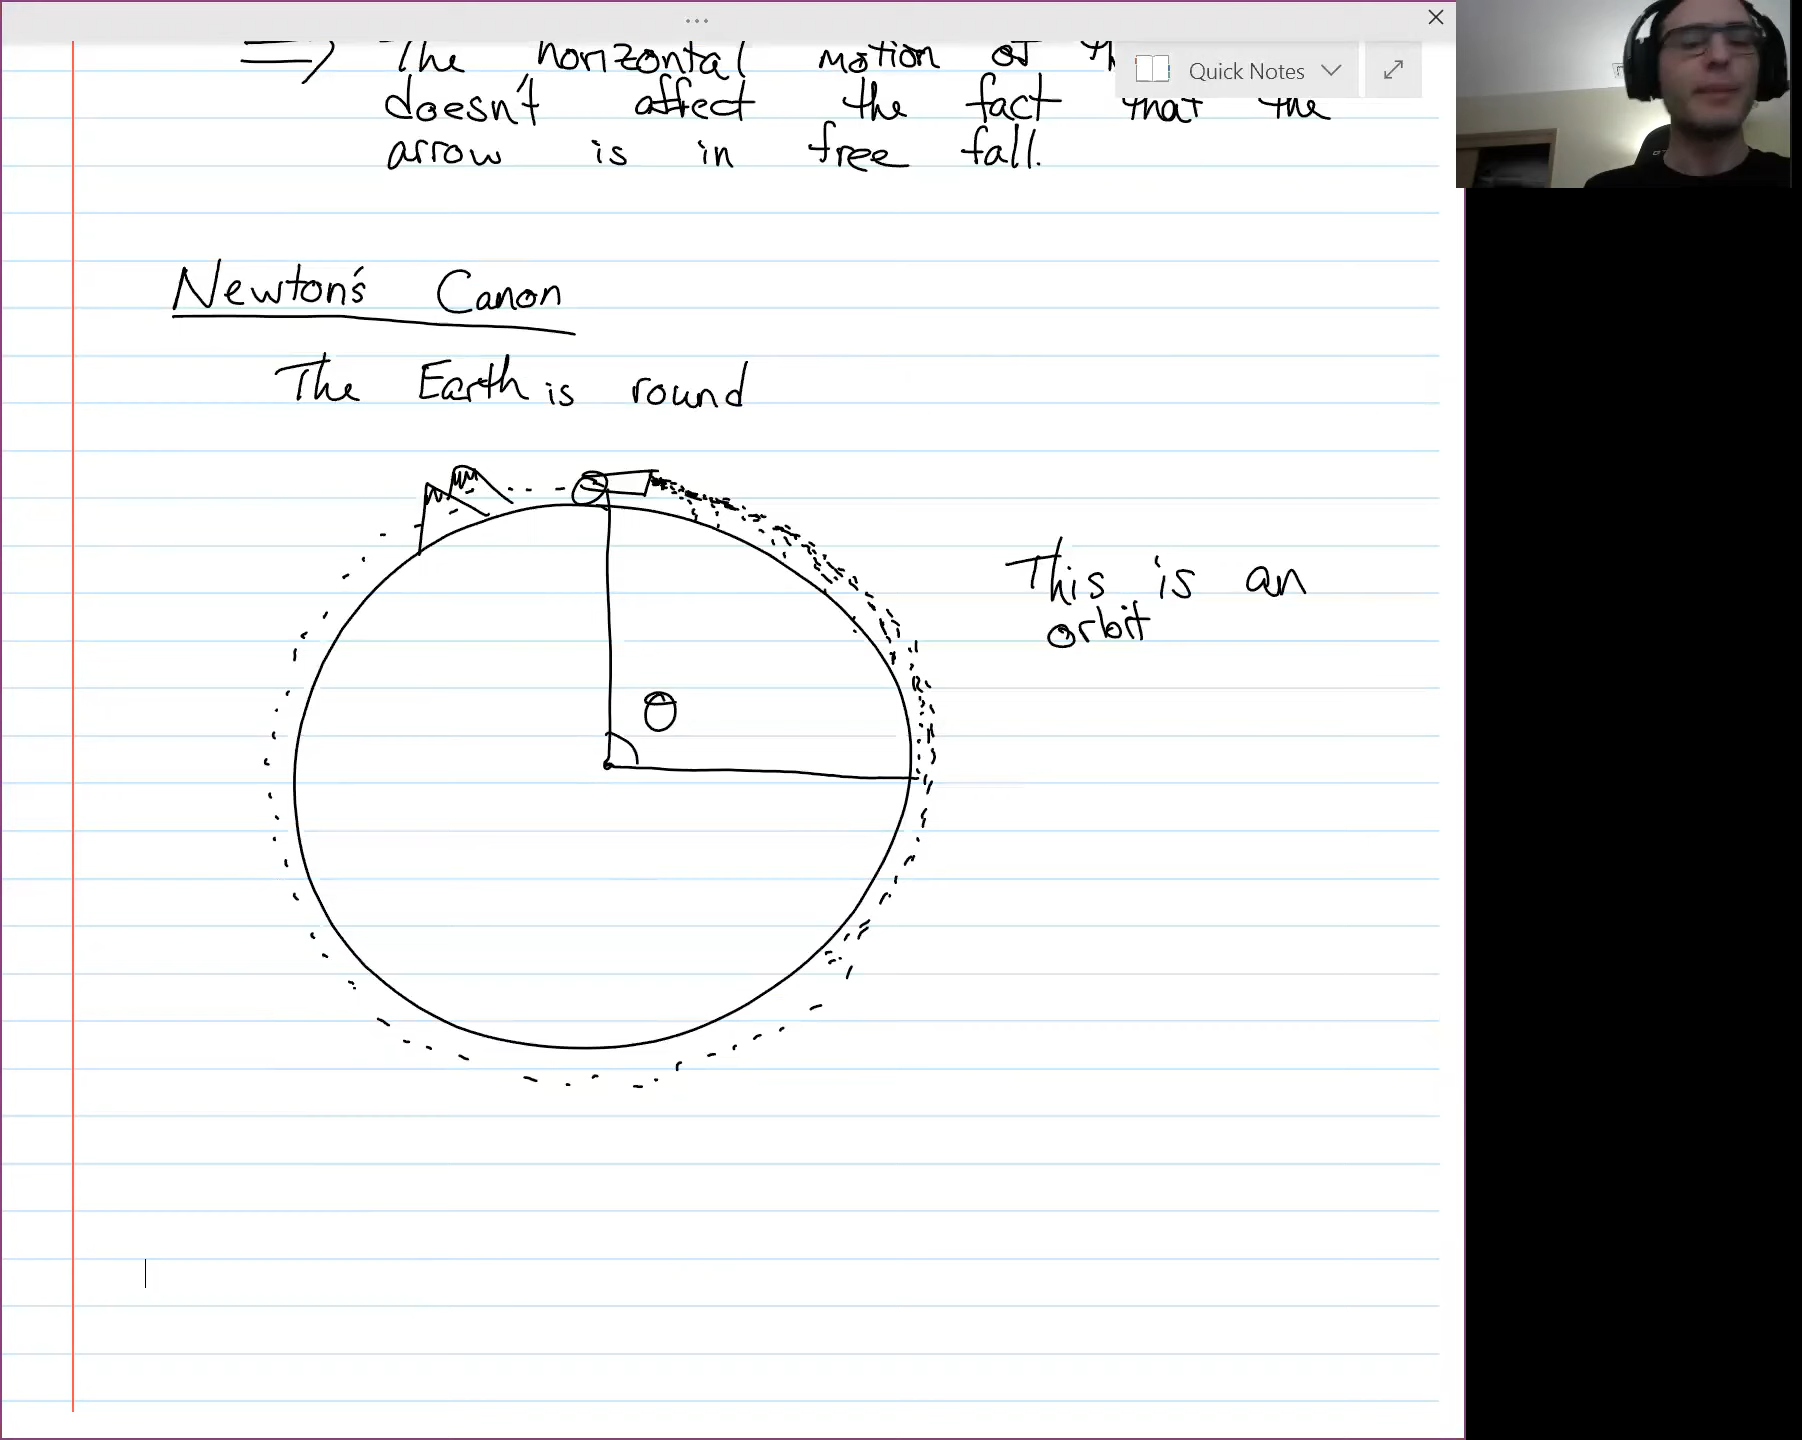 ⇒ The horizontal motion of
doesn't affect the fact that the
arrow is in free fall.
Quick Notes
Newton's Canon
The Earth is round
This is an
orbit
θ